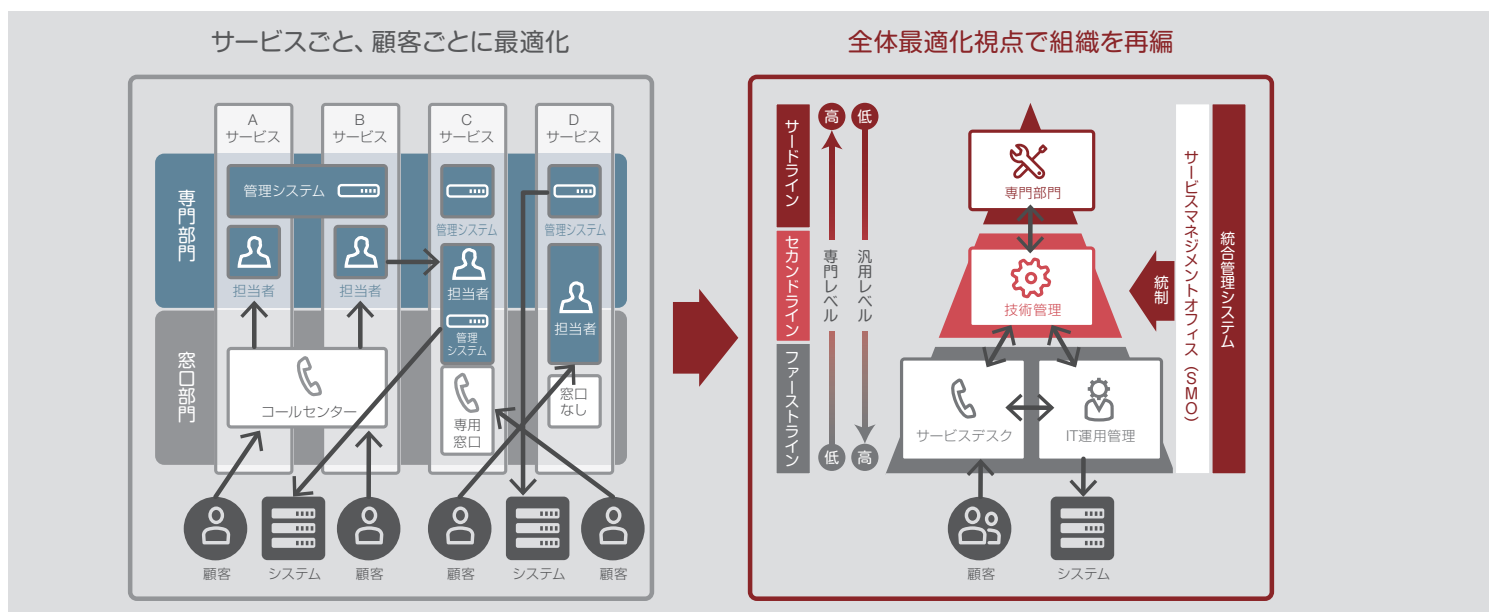 サービスごと、顧客ごとに最適化
A
サービス
B
サービス
C
サービス
D
サービス
専門部門
管理システム
管理システム
管理システム
担当者
担当者
担当者
管理
システム
担当者
窓口部門
コールセンター
専用
窓口
窓口
なし
顧客
システム
顧客
顧客
システム
顧客
全体最適化視点で組織を再編
サードライン
セカンドライン
ファーストライン
高
専門レベル
低
低
汎用レベル
高
専門部門
技術管理
サービスデスク
IT運用管理
顧客
システム
統制
サービスマネジメントオフィス（SMO）
統合管理システム